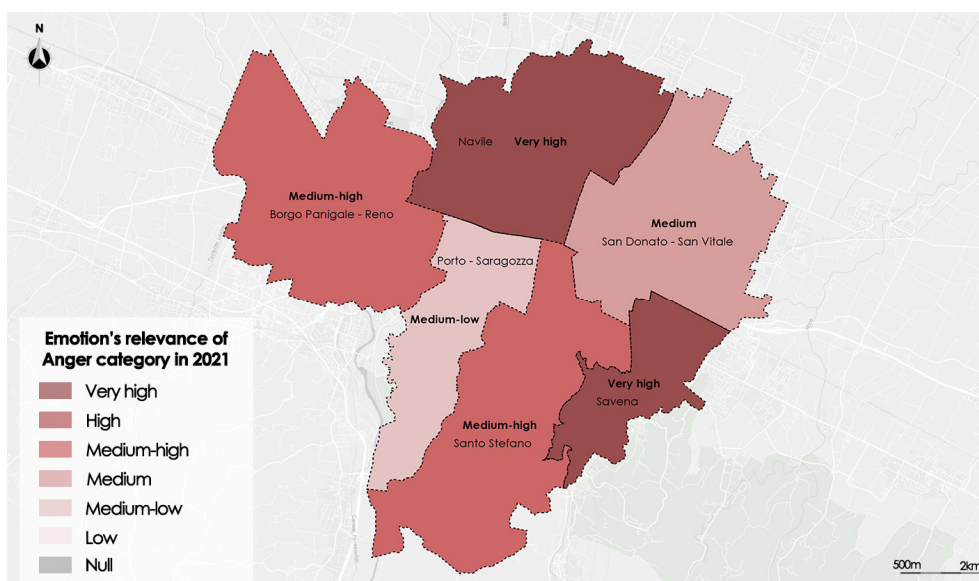 N
Navile Very high
Medium-high
Borgo Panigale - Reno
Medium
San Donato - San Vitale
Porto - Saragozza
Medium-low
Very high
Savena
Medium-high
Santo Stefano
Emotion's relevance of
Anger category in 2021
Very high
High
Medium-high
Medium
Medium-low
Low
Null
500m 2km